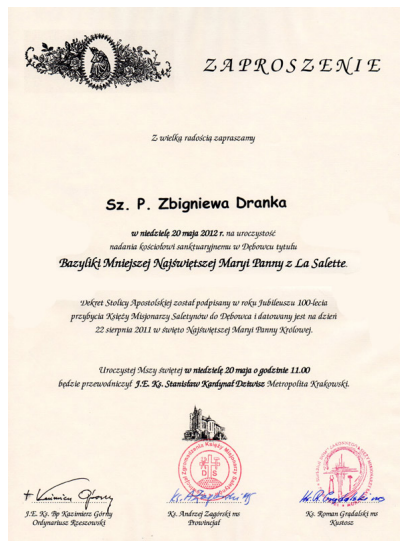 ZAPROSZENIE
Z wielką radością zapraszamy
Sz. P. Zbigniewa Dranka
w niedzielę 20 maja 2012 r. na uroczystość
nadania kościołowi sanktuaryjnemu w Dębowcu tytułu
Bazyliki Mniejszej Najświętszej Maryi Panny z La Salette.
Dekret Stolicy Apostolskiej został podpisany w roku Jubileuszu 100-lecia
przybycia Księży Misjonarzy Saletynów do Dębowca i datowany jest na dzień
22 sierpnia 2011 w święto Najświętszej Maryi Panny Królowej.
Uroczystej Mszy świętej w niedzielę 20 maja o godzinie 11.00
będzie przewodniczył J.E. Ks. Stanisław Kardynał Dziwisz Metropolita Krakowski.
+ Kazimierz Górny
J.E. Ks. Bp Kazimierz Górny
Ordynariusz Rzeszowski
Ks. Andrzej Zagórski ms
Prowincjał
Ks. Roman Grądalski ms
Kustosz